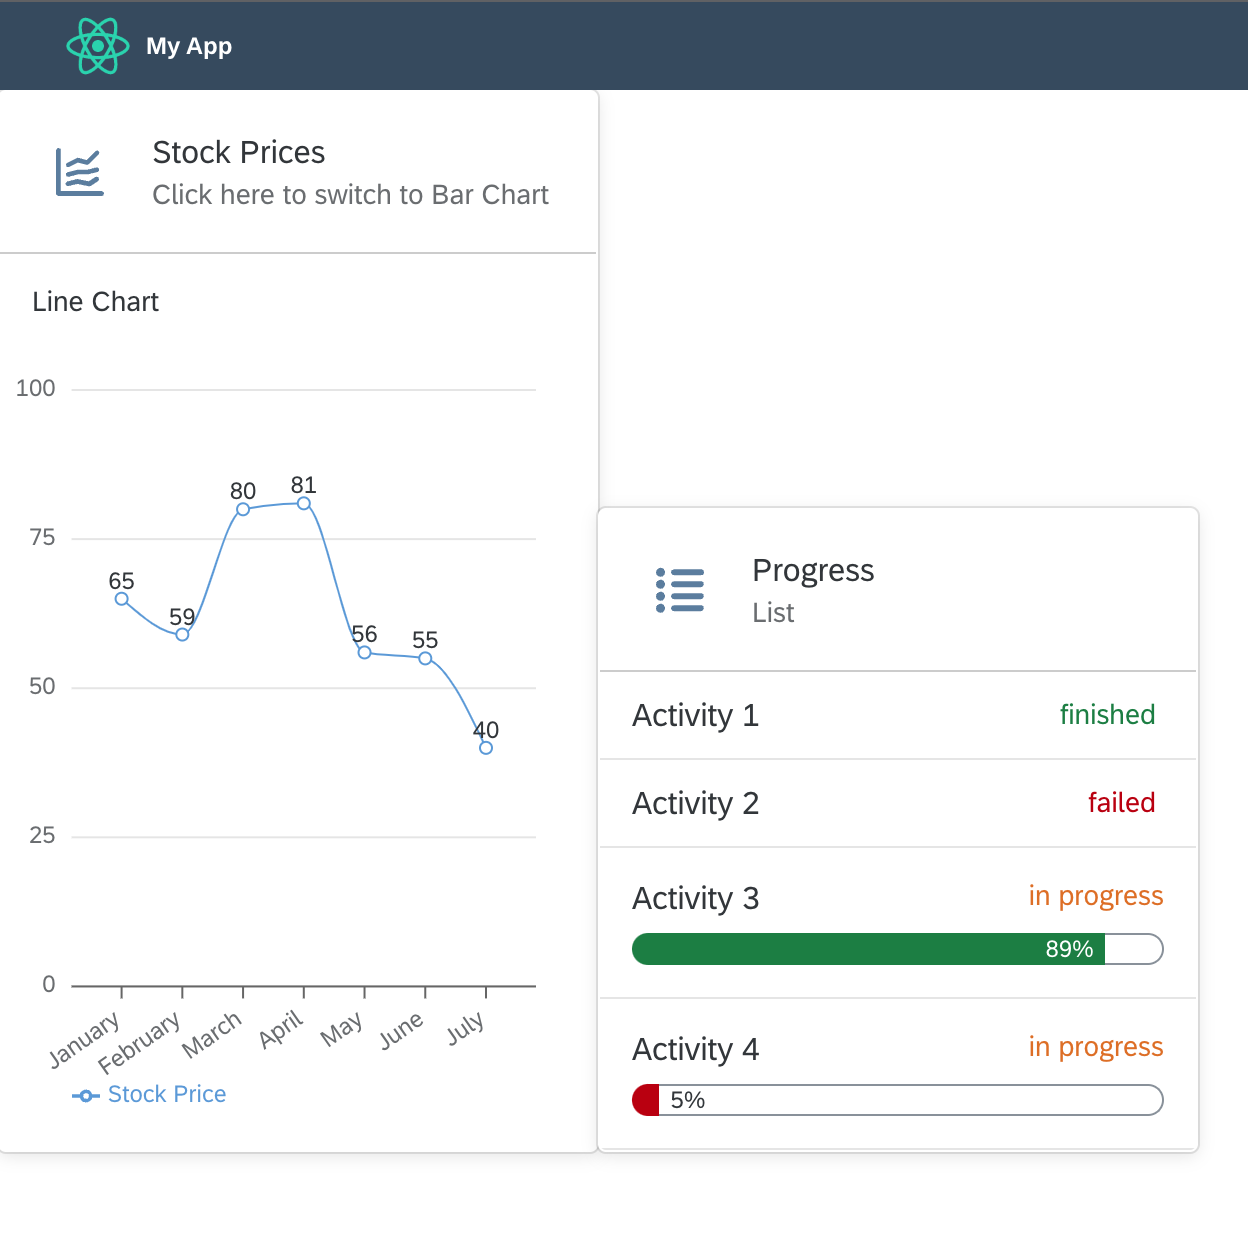 My App
Stock Prices
Click here to switch to Bar Chart
Line Chart
100
75
50
25
0
65
59
80
81
56
55
40
January
February
March
April
May
June
July
Stock Price
Progress
List
Activity 1 finished
Activity 2 failed
Activity 3 in progress
89%
Activity 4 in progress
5%